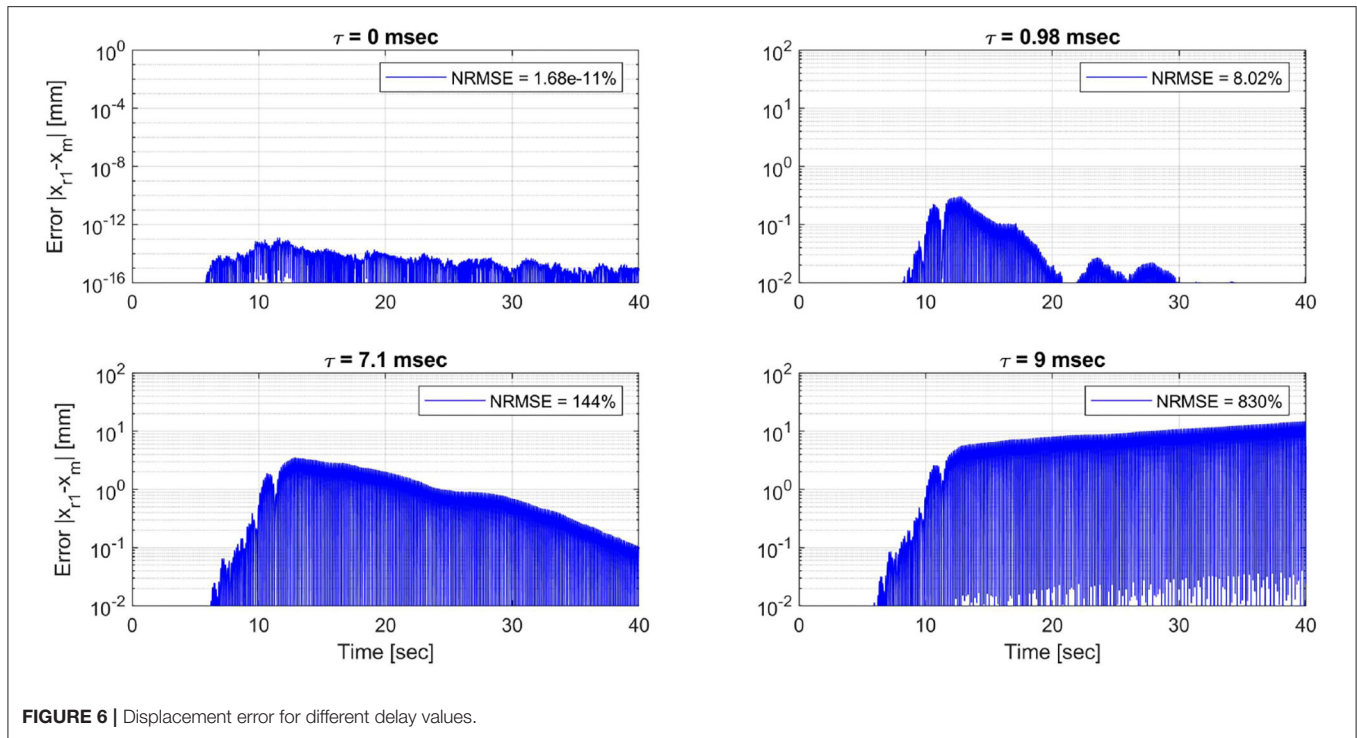 τ = 0 msec
10^0
10^-4
10^-8
10^-12
10^-16
Error |x_r1-x_m| [mm]
NRMSE = 1.68e-11%
0 10 20 30 40
τ = 0.98 msec
10^2
10^1
10^0
10^-1
10^-2
NRMSE = 8.02%
0 10 20 30 40
τ = 7.1 msec
10^2
10^1
10^0
10^-1
10^-2
Error |x_r1-x_m| [mm]
NRMSE = 144%
0 10 20 30 40
Time [sec]
τ = 9 msec
10^2
10^1
10^0
10^-1
10^-2
NRMSE = 830%
0 10 20 30 40
Time [sec]
FIGURE 6 | Displacement error for different delay values.